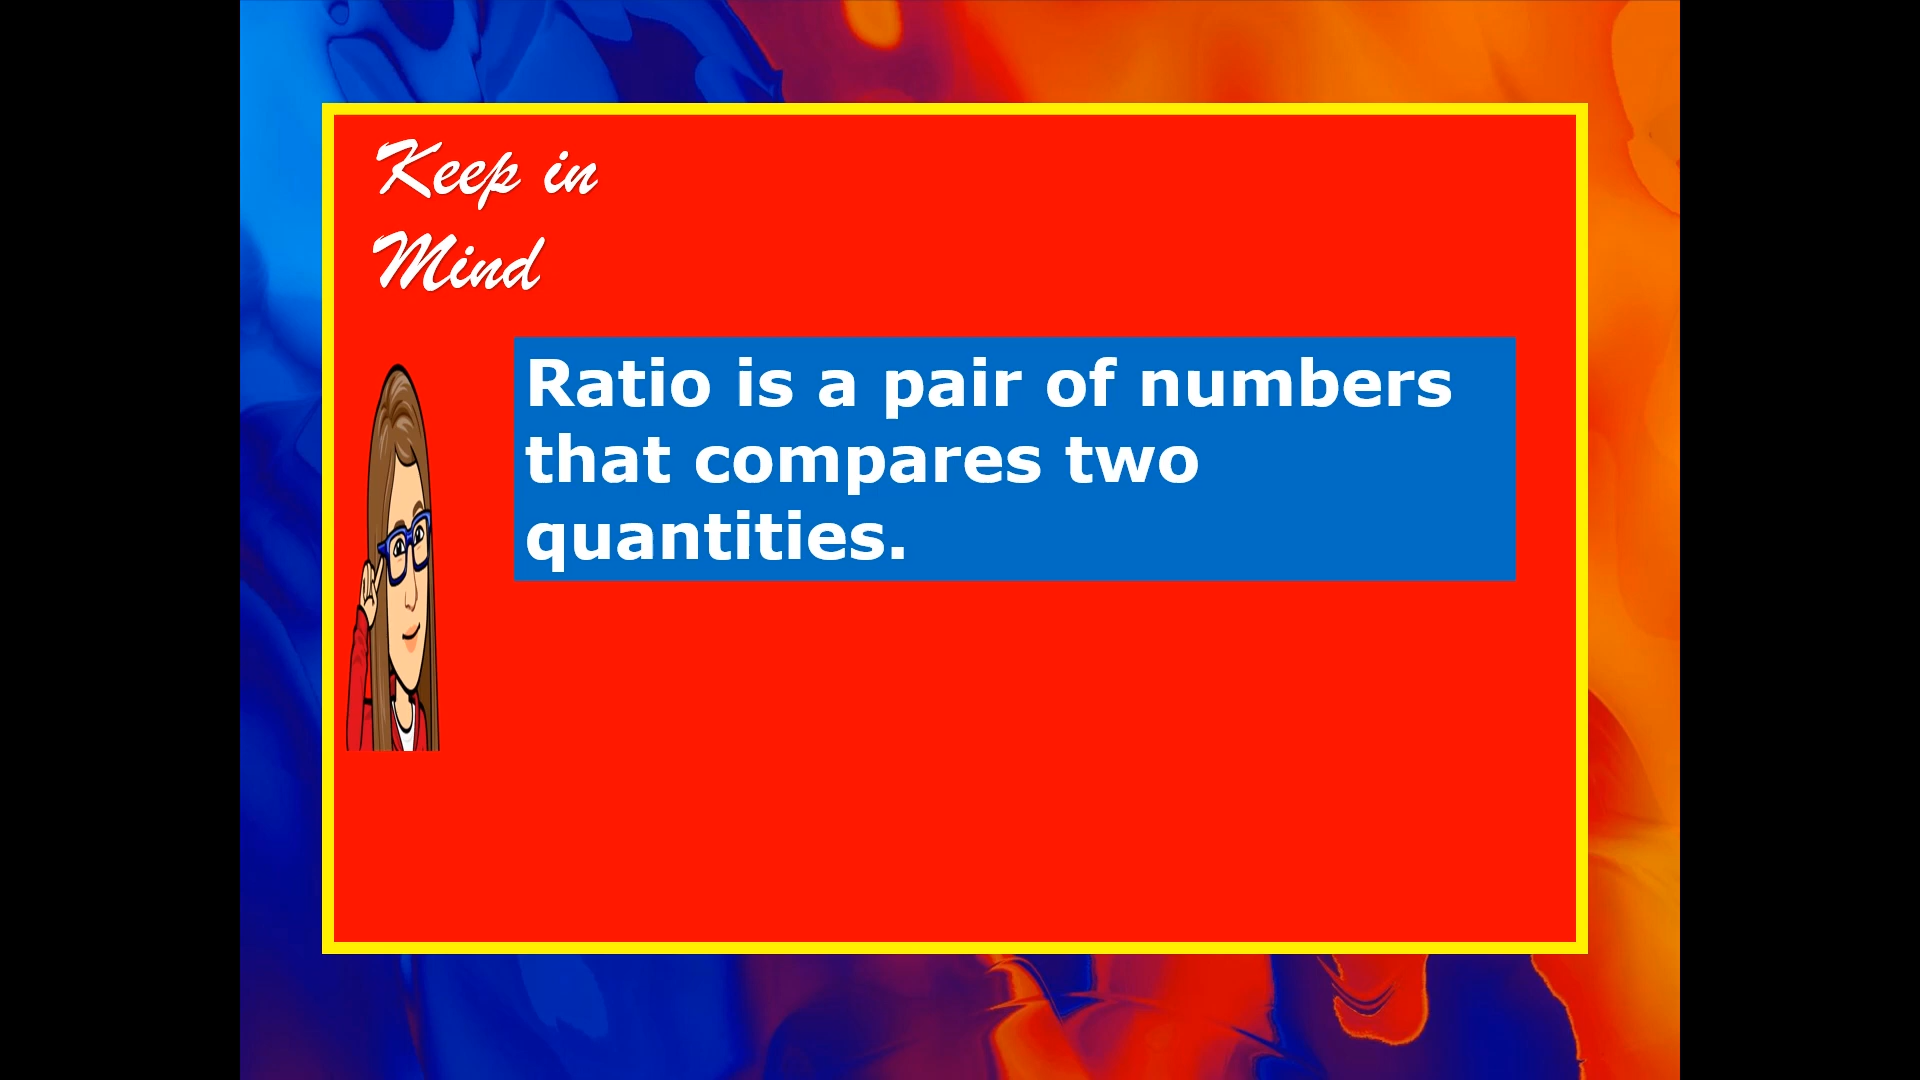 Keep in
Mind
Ratio is a pair of numbers
that compares two
quantities.